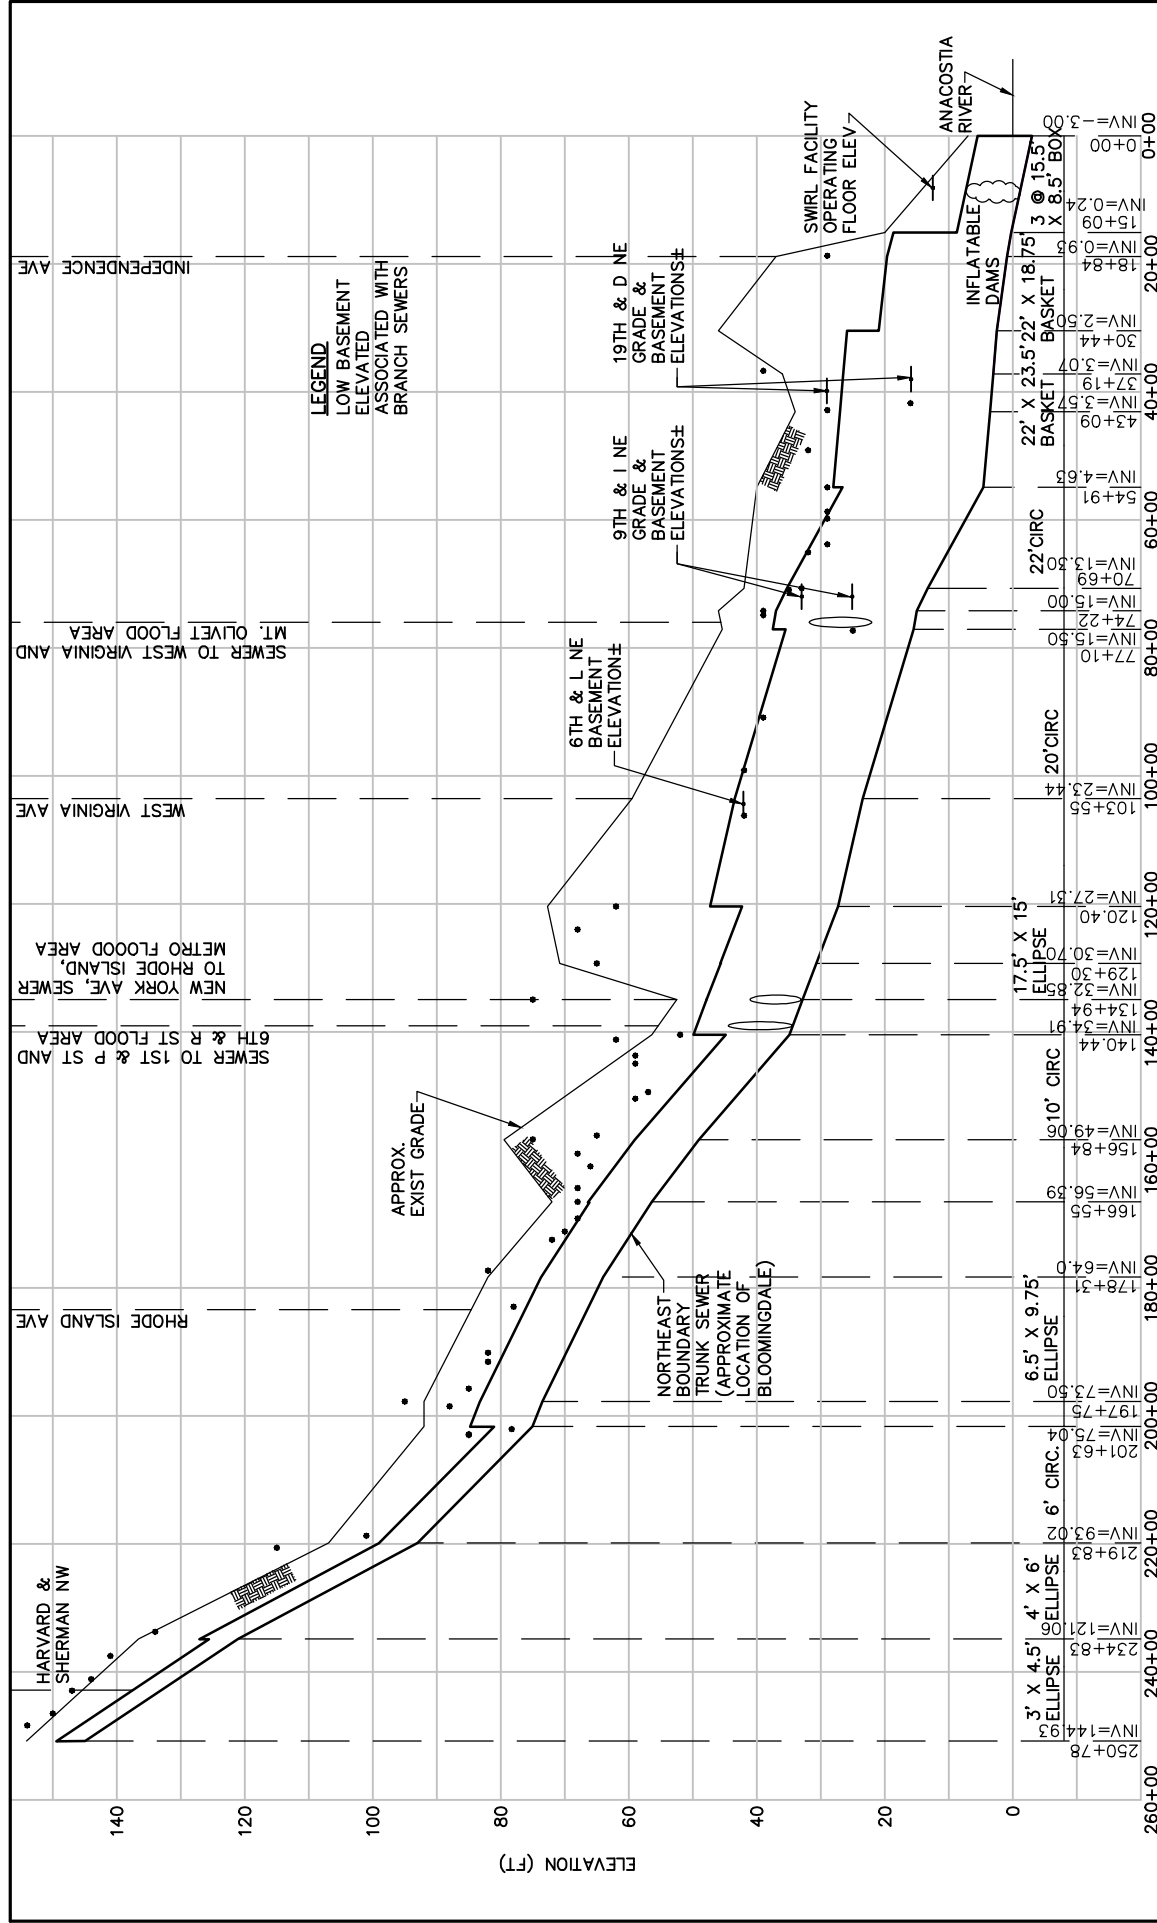 HARVARD &
SHERMAN NW
RHODE ISLAND AVE
SEWER TO 1ST & P ST AND
6TH & R ST FLOOD AREA
NEW YORK AVE, SEWER
TO RHODE ISLAND,
METRO FLOOOD AREA
WEST VIRGINIA AVE
SEWER TO WEST VIRGINIA AND
MT. OLIVET FLOOD AREA
INDEPENDENCE AVE
LEGEND
LOW BASEMENT
ELEVATED
ASSOCIATED WITH
BRANCH SEWERS
APPROX.
EXIST GRADE
6TH & L NE
BASEMENT
ELEVATION±
9TH & I NE
GRADE &
BASEMENT
ELEVATIONS±
19TH & D NE
GRADE &
BASEMENT
ELEVATIONS±
SWIRL FACILITY
OPERATING
FLOOR ELEV
ANACOSTIA
RIVER
INFLATABLE
DAMS
NORTHEAST
BOUNDARY
TRUNK SEWER
(APPROXIMATE
LOCATION OF
BLOOMINGDALE)
ELEVATION (FT)
140
120
100
80
60
40
20
0
3' X 4.5'
ELLIPSE
4' X 6'
ELLIPSE
6' CIRC.
6.5' X 9.75'
ELLIPSE
10' CIRC
17.5' X 15'
ELLIPSE
20'CIRC
22'CIRC
22' X 23.5'
BASKET
22' X 18.75'
BASKET
3 @ 15.5'
X 8.5' BOX
250+78
INV=144.93
234+83
INV=121.06
219+83
INV=93.02
201+63
INV=75.04
197+75
INV=73.50
178+31
INV=64.0
166+55
INV=56.39
156+84
INV=49.06
140.44
INV=34.91
134+94
INV=32.85
129+30
INV=30.70
120.40
INV=27.31
103+55
INV=23.44
77+10
INV=15.50
74+22
INV=15.00
70+69
INV=13.30
54+91
INV=4.63
43+09
INV=3.57
37+19
INV=3.07
30+44
INV=2.50
18+84
INV=0.93
15+09
INV=0.24
0+00
INV=-3.00
260+00
240+00
220+00
200+00
180+00
160+00
140+00
120+00
100+00
80+00
60+00
40+00
20+00
0+00